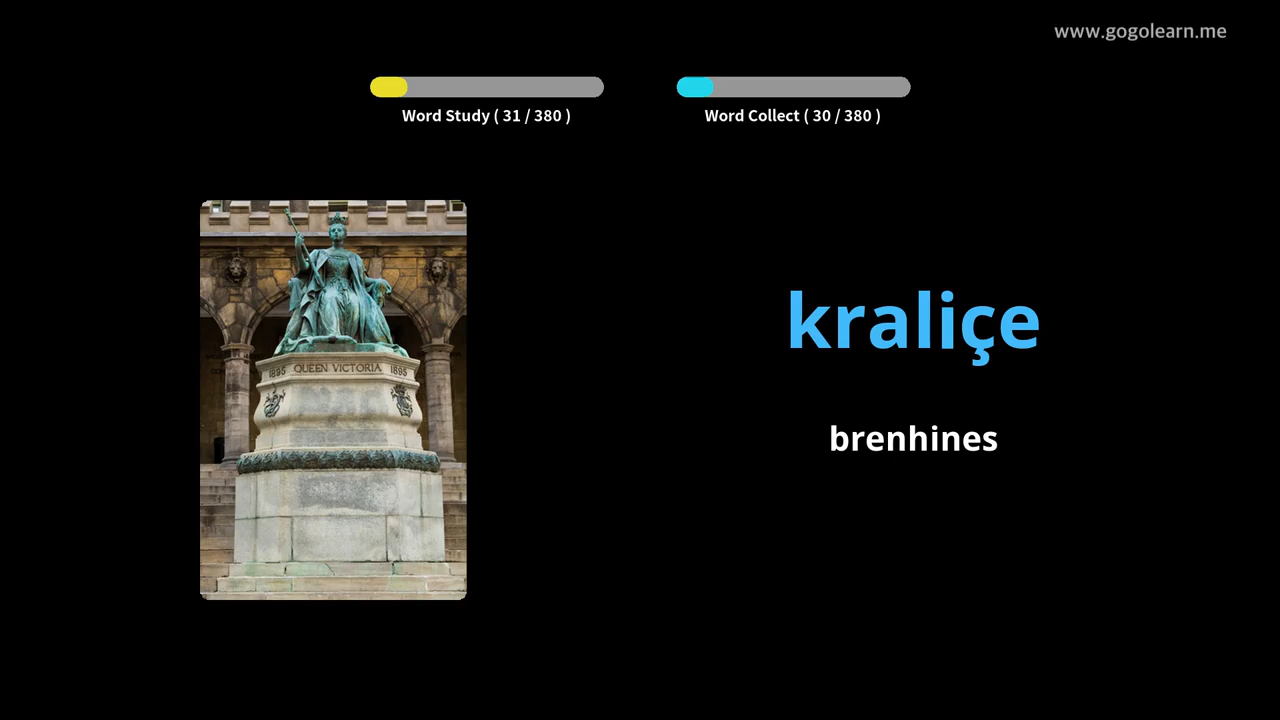 www.gogolearn.me
Word Study ( 31 / 380 )
Word Collect ( 30 / 380 )
1895 QUEEN VICTORIA 1895
kraliçe
brenhines